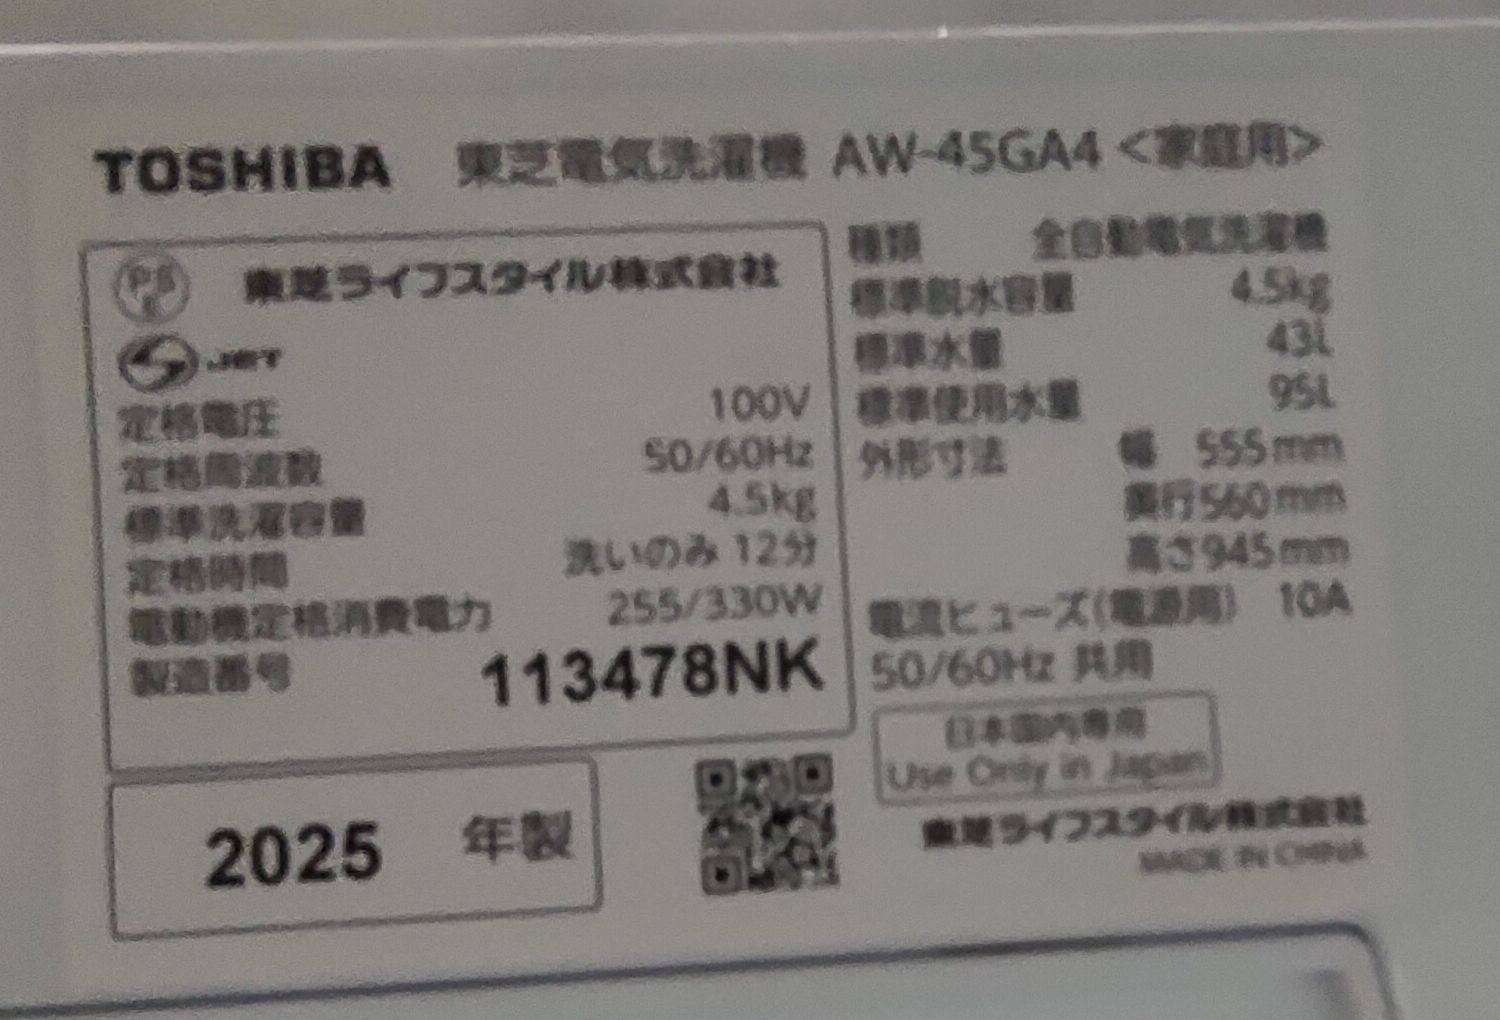 TOSHIBA 東芝電気洗濯機 AW-45GA4 <家庭用>
PSE 東芝ライフスタイル株式会社
S JET
定格電圧 100V
定格周波数 50/60Hz
標準洗濯容量 4.5kg
定格時間 洗いのみ 12分
電動機定格消費電力 255/330W
製造番号 113478NK
2025 年製
種類 全自動電気洗濯機
標準脱水容量 4.5kg
標準水量 43L
標準使用水量 95L
外形寸法 幅 555mm
奥行560mm
高さ945mm
電流ヒューズ(電源用) 10A
50/60Hz 共用
日本国内専用
Use Only in Japan
東芝ライフスタイル株式会社
MADE IN CHINA